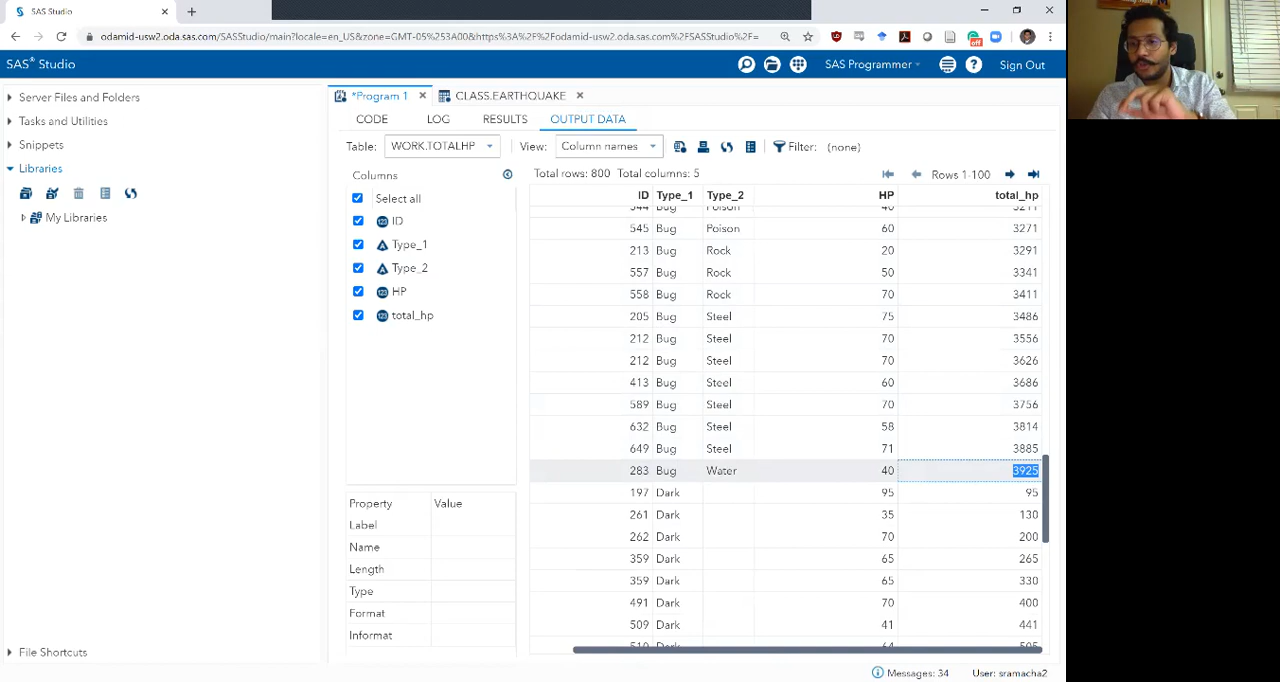 SAS Studio
odamid-usw2.oda.sas.com/SASStudio/main?locale=en_US&zone=GMT-05%253A00&https%3A%2F%2Fodamid-usw2.oda.sas.com%2FSASStudio%2F=
SAS® Studio
SAS Programmer
Sign Out
Server Files and Folders
Tasks and Utilities
Snippets
Libraries
My Libraries
File Shortcuts
*Program 1
CLASS.EARTHQUAKE
CODE LOG RESULTS OUTPUT DATA
Table: WORK.TOTALHP View: Column names Filter: (none)
Columns
Select all
ID
Type_1
Type_2
HP
total_hp
Property Value
Label
Name
Length
Type
Format
Informat
Total rows: 800 Total columns: 5 Rows 1-100
ID Type_1 Type_2 HP total_hp
544 Bug Poison 40 3211
545 Bug Poison 60 3271
213 Bug Rock 20 3291
557 Bug Rock 50 3341
558 Bug Rock 70 3411
205 Bug Steel 75 3486
212 Bug Steel 70 3556
212 Bug Steel 70 3626
413 Bug Steel 60 3686
589 Bug Steel 70 3756
632 Bug Steel 58 3814
649 Bug Steel 71 3885
283 Bug Water 40 3925
197 Dark 95 95
261 Dark 35 130
262 Dark 70 200
359 Dark 65 265
359 Dark 65 330
491 Dark 70 400
509 Dark 41 441
510 Dark 64 505
Messages: 34 User: sramacha2